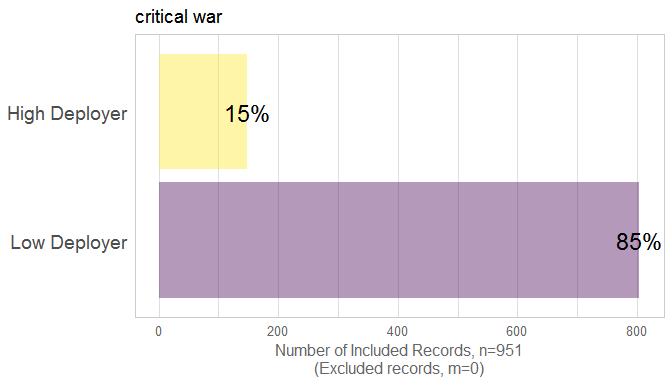 critical war
High Deployer
15%
Low Deployer
85%
0 200 400 600 800
Number of Included Records, n=951
(Excluded records, m=0)